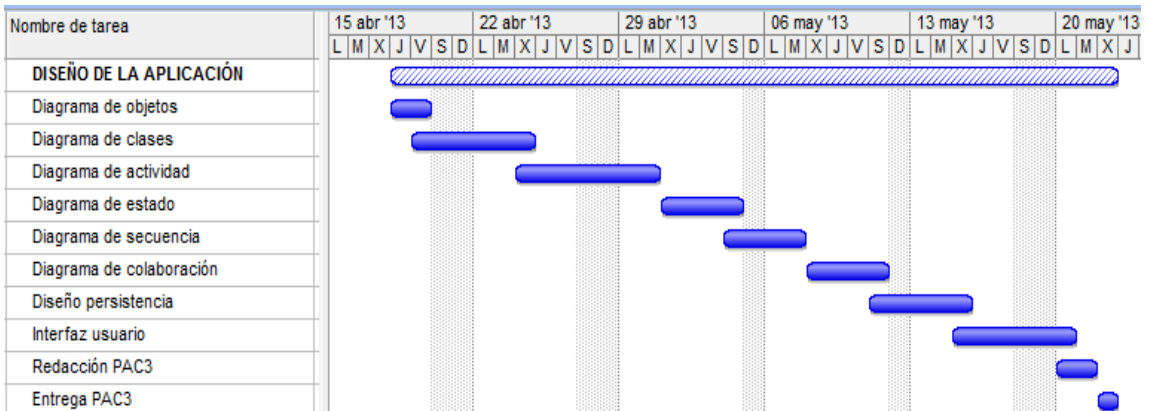 Nombre de tarea
15 abr '13 22 abr '13 29 abr '13 06 may '13 13 may '13 20 may '13
L M X J V S D L M X J V S D L M X J V S D L M X J V S D L M X J V S D L M X J
DISEÑO DE LA APLICACIÓN
Diagrama de objetos
Diagrama de clases
Diagrama de actividad
Diagrama de estado
Diagrama de secuencia
Diagrama de colaboración
Diseño persistencia
Interfaz usuario
Redacción PAC3
Entrega PAC3